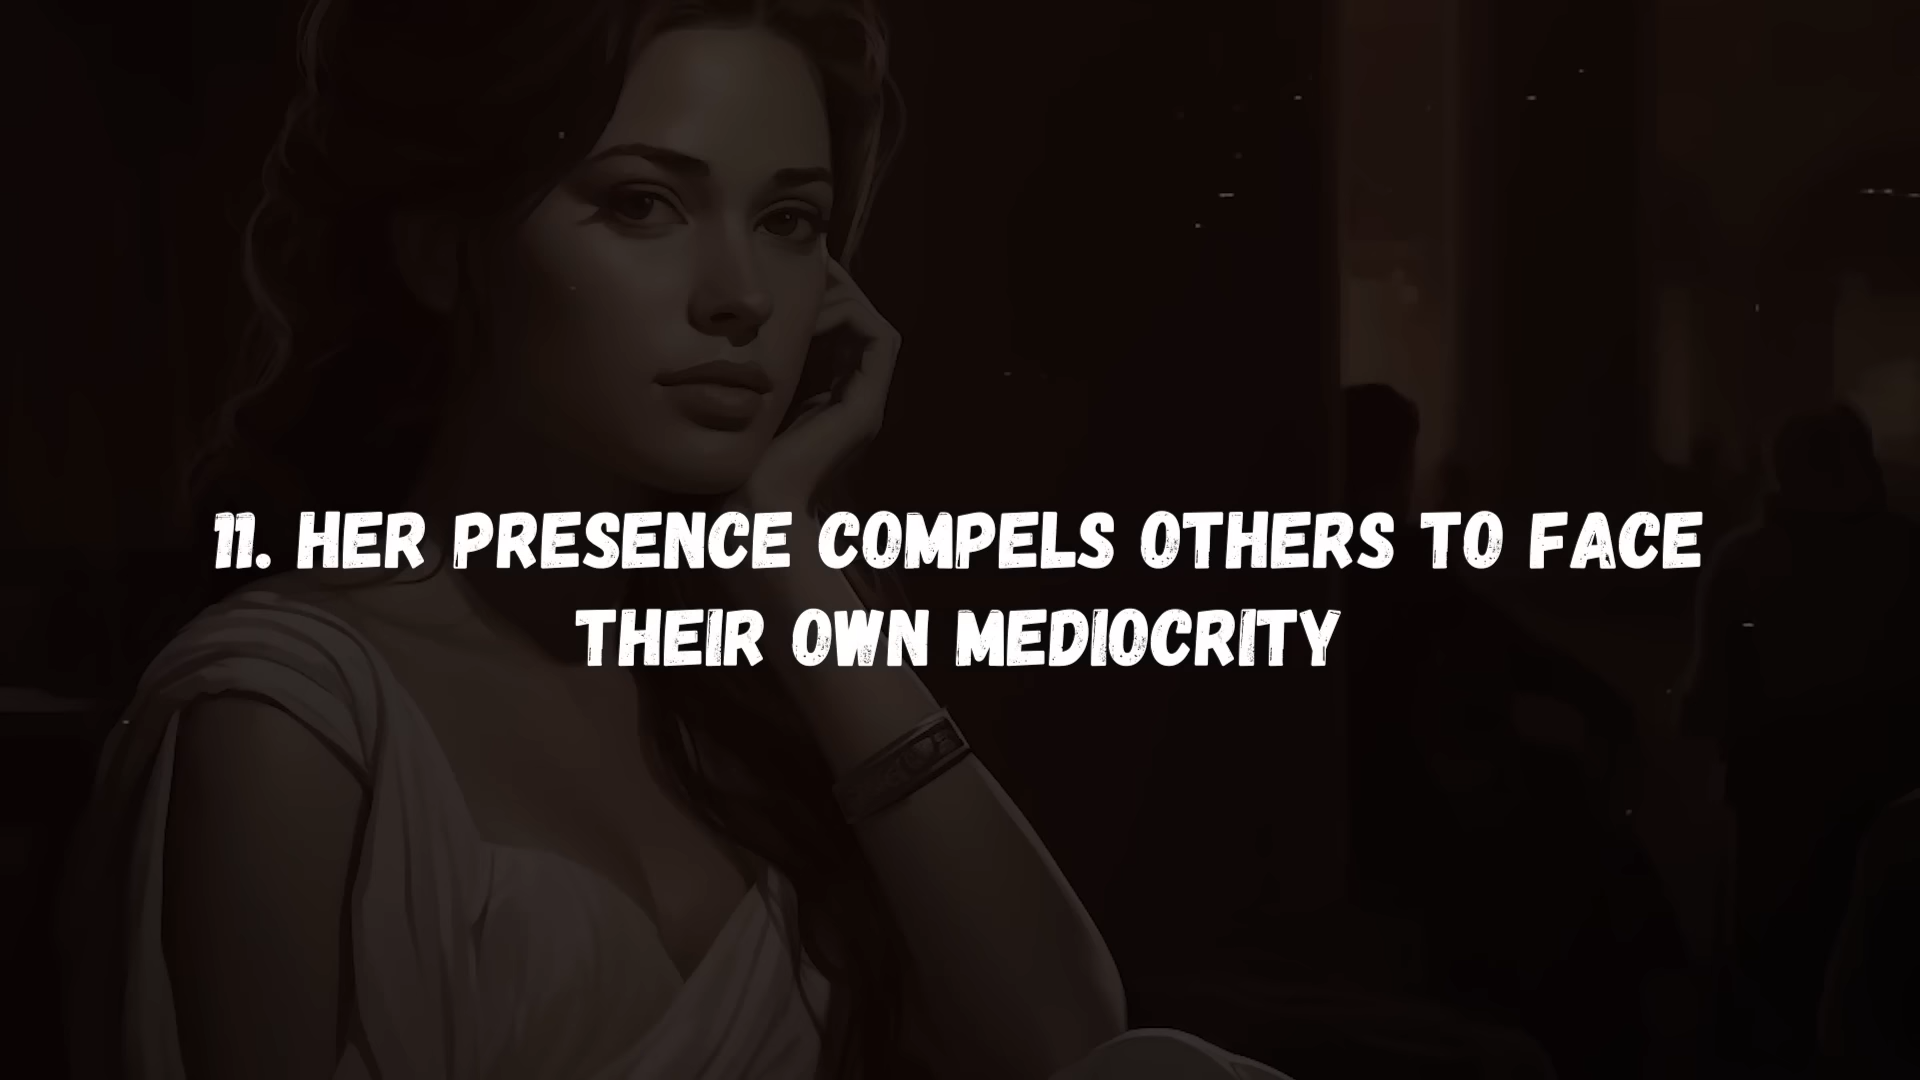 11. HER PRESENCE COMPELS OTHERS TO FACE
THEIR OWN MEDIOCRITY